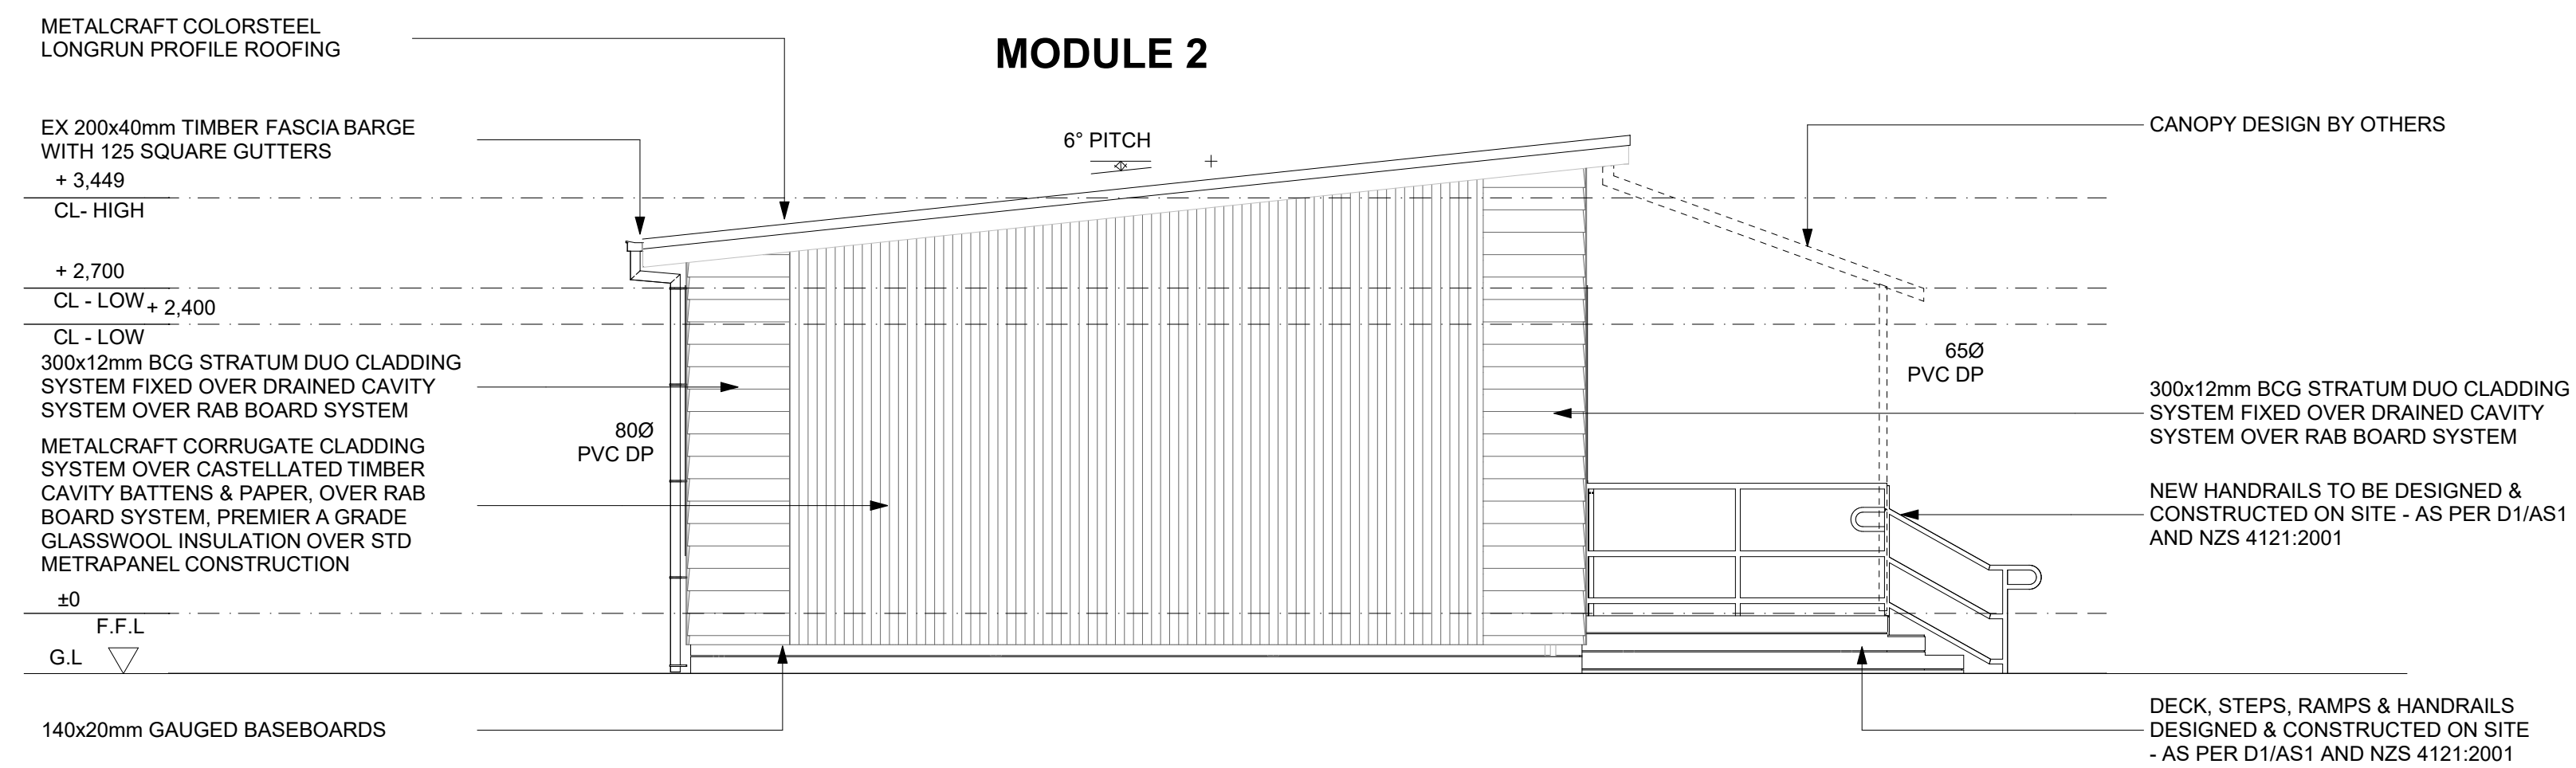 METALCRAFT COLORSTEEL
LONGRUN PROFILE ROOFING
MODULE 2
EX 200x40mm TIMBER FASCIA BARGE
WITH 125 SQUARE GUTTERS
6° PITCH
CANOPY DESIGN BY OTHERS
+ 3,449
CL- HIGH
+ 2,700
CL - LOW
+ 2,400
CL - LOW
300x12mm BCG STRATUM DUO CLADDING
SYSTEM FIXED OVER DRAINED CAVITY
SYSTEM OVER RAB BOARD SYSTEM
METALCRAFT CORRUGATE CLADDING
SYSTEM OVER CASTELLATED TIMBER
CAVITY BATTENS & PAPER, OVER RAB
BOARD SYSTEM, PREMIER A GRADE
GLASSWOOL INSULATION OVER STD
METRAPANEL CONSTRUCTION
80Ø
PVC DP
65Ø
PVC DP
300x12mm BCG STRATUM DUO CLADDING
SYSTEM FIXED OVER DRAINED CAVITY
SYSTEM OVER RAB BOARD SYSTEM
NEW HANDRAILS TO BE DESIGNED &
CONSTRUCTED ON SITE - AS PER D1/AS1
AND NZS 4121:2001
±0
F.F.L
G.L
140x20mm GAUGED BASEBOARDS
DECK, STEPS, RAMPS & HANDRAILS
DESIGNED & CONSTRUCTED ON SITE
- AS PER D1/AS1 AND NZS 4121:2001